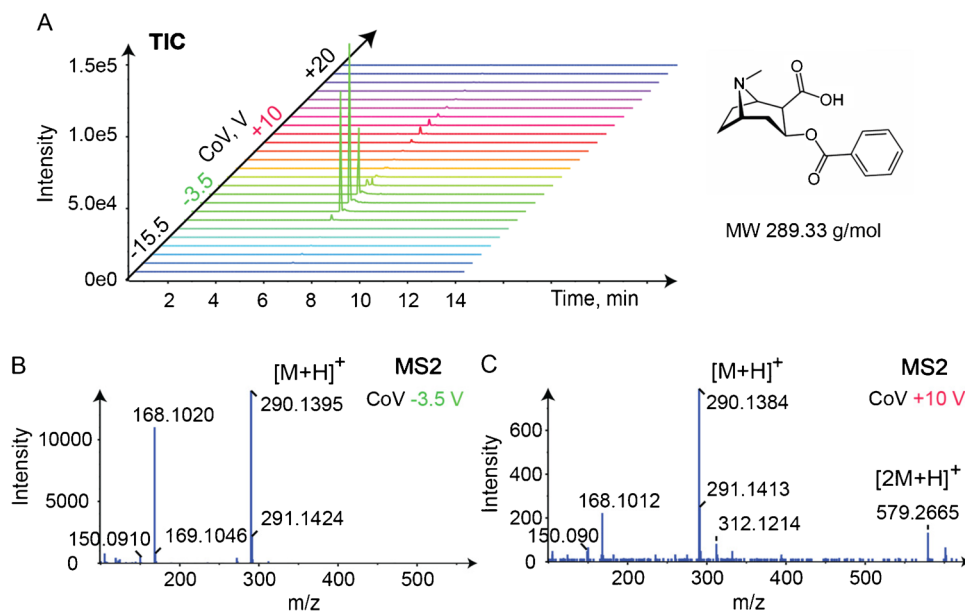 A
TIC
1.5e5
1.0e5
5.0e4
0e0
Intensity
CoV, V
+20
+10
-3.5
-15.5
2 4 6 8 10 12 14
Time, min
N
O
OH
O
O
MW 289.33 g/mol
B
MS2
CoV -3.5 V
[M+H]+
290.1395
168.1020
291.1424
150.0910
169.1046
Intensity
10000
5000
0
200 300 400 500
m/z
C
MS2
CoV +10 V
[M+H]+
290.1384
[2M+H]+
579.2665
291.1413
168.1012
312.1214
150.090
Intensity
600
400
200
0
200 300 400 500
m/z